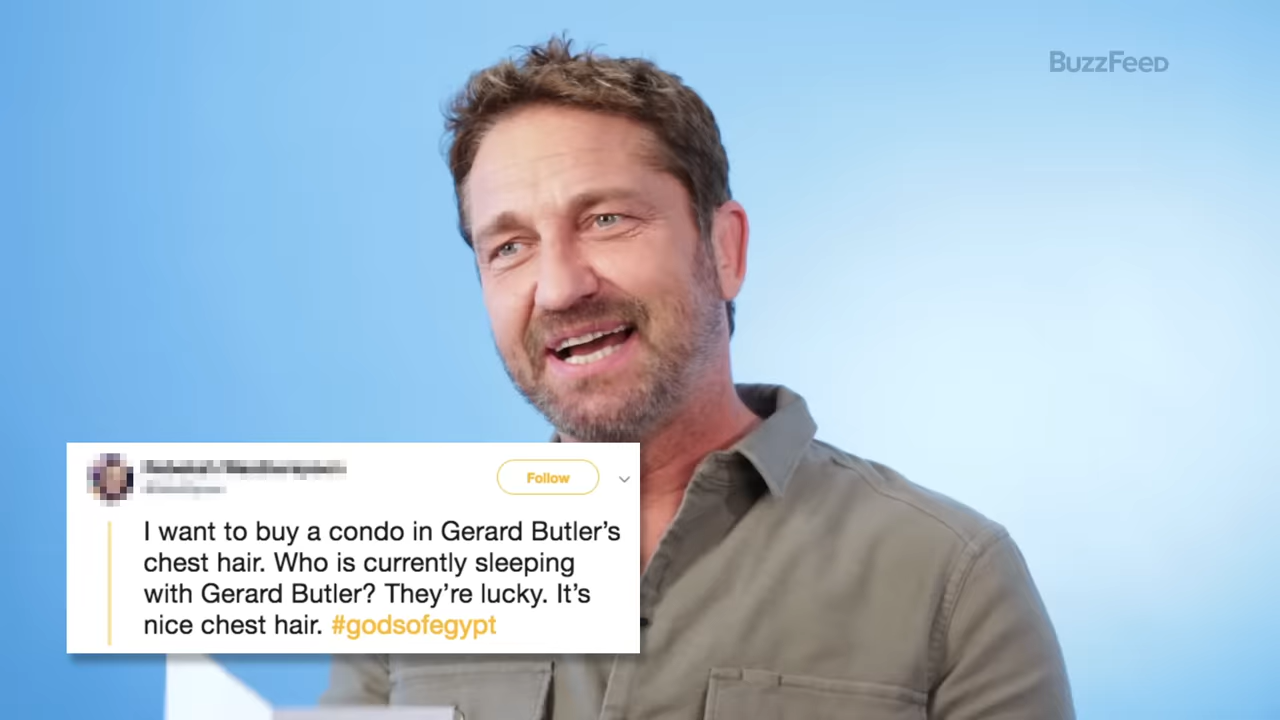 BuzzFeed
Follow
I want to buy a condo in Gerard Butler’s
chest hair. Who is currently sleeping
with Gerard Butler? They’re lucky. It’s
nice chest hair. #godsofegypt